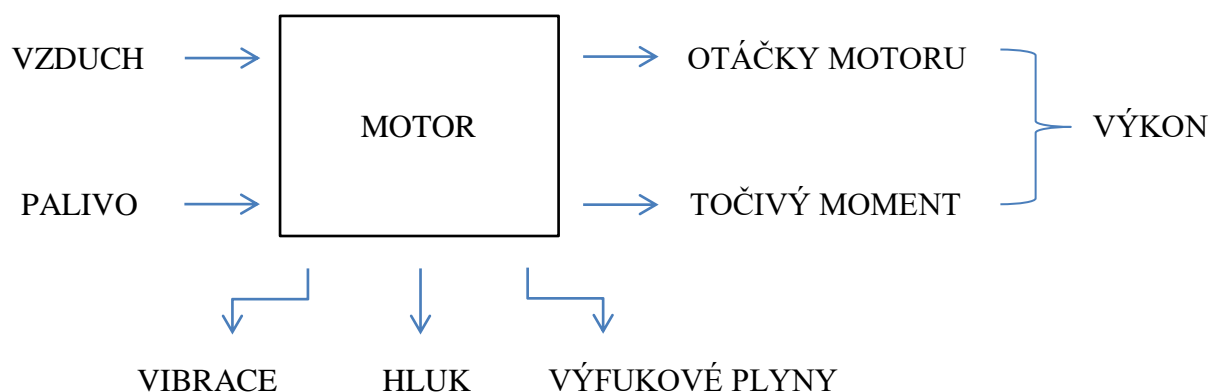 VZDUCH
OTÁČKY MOTORU
MOTOR
VÝKON
PALIVO
TOČIVÝ MOMENT
VIBRACE
HLUK
VÝFUKOVÉ PLYNY